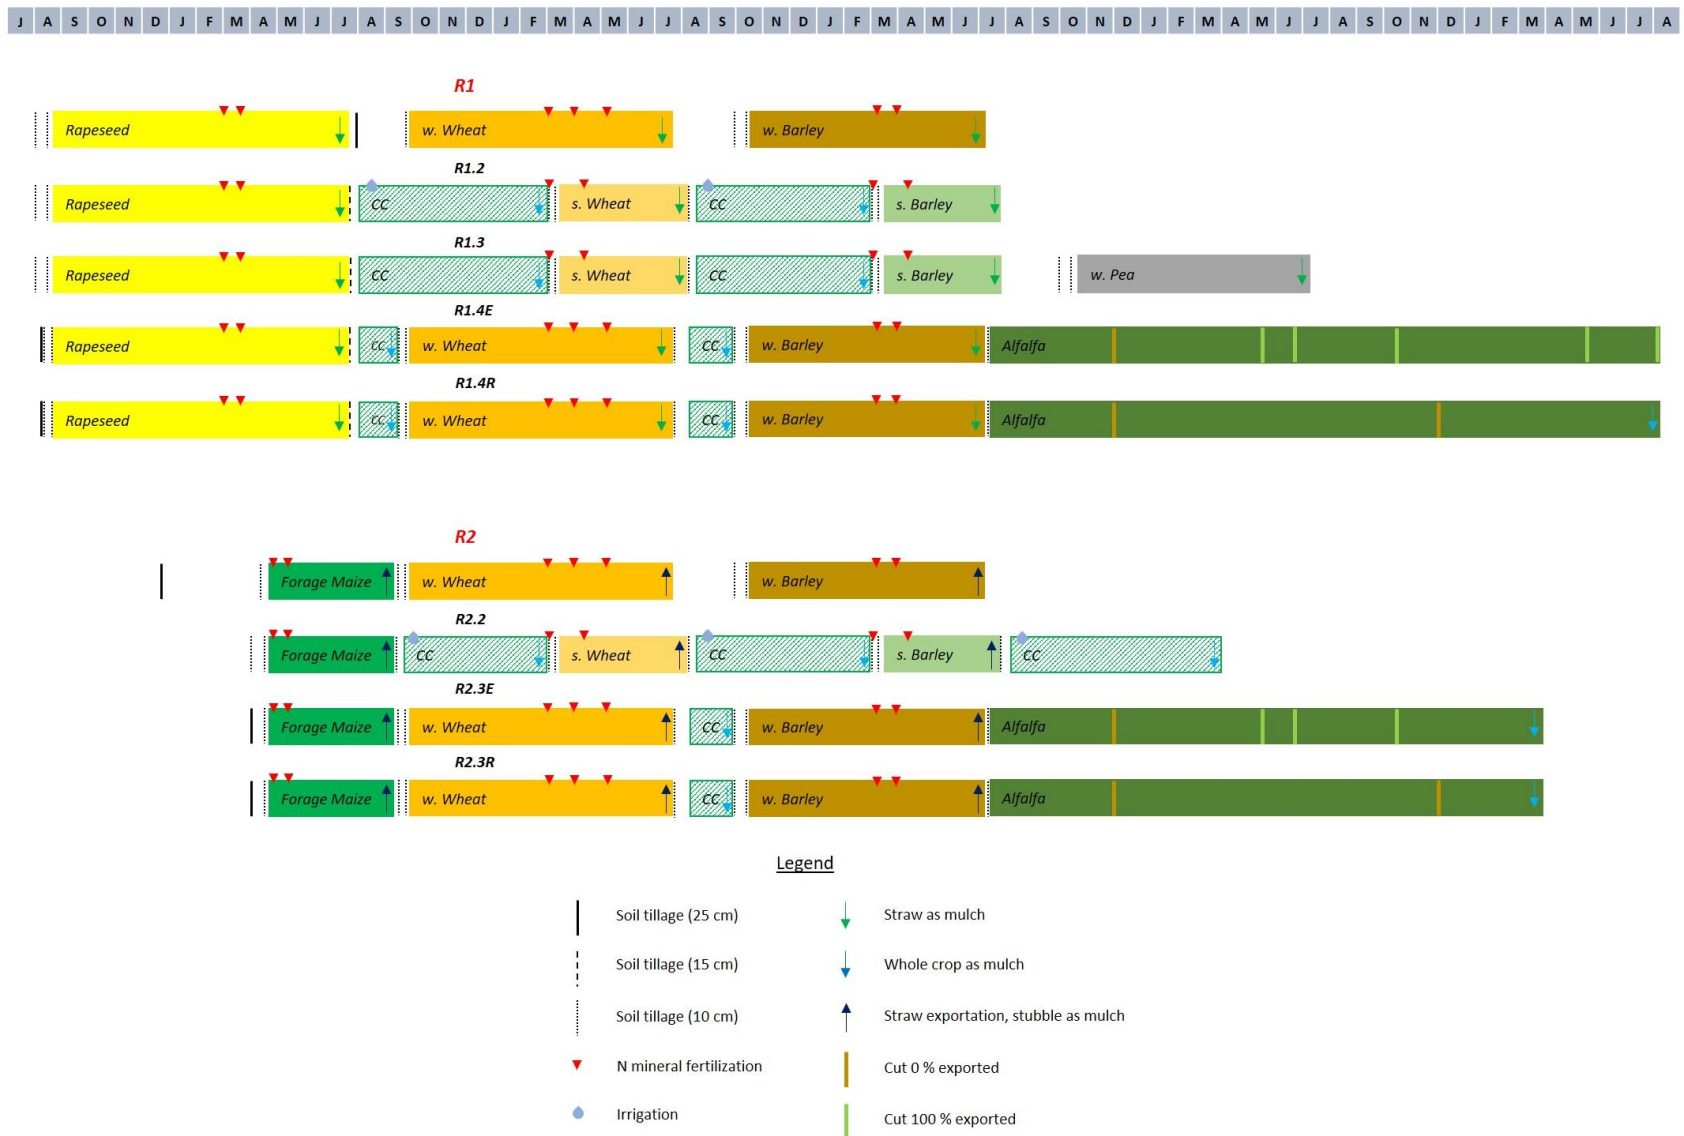 J A S O N D J F M A M J J A S O N D J F M A M J J A S O N D J F M A M J J A S O N D J F M A M J J A S O N D J F M A M J J A
R1
Rapeseed w. Wheat w. Barley
R1.2
Rapeseed CC s. Wheat CC s. Barley
R1.3
Rapeseed CC s. Wheat CC s. Barley w. Pea
R1.4E
Rapeseed CC w. Wheat CC w. Barley Alfalfa
R1.4R
Rapeseed CC w. Wheat CC w. Barley Alfalfa
R2
Forage Maize w. Wheat w. Barley
R2.2
Forage Maize CC s. Wheat CC s. Barley CC
R2.3E
Forage Maize w. Wheat CC w. Barley Alfalfa
R2.3R
Forage Maize w. Wheat CC w. Barley Alfalfa
Legend
Soil tillage (25 cm) Straw as mulch
Soil tillage (15 cm) Whole crop as mulch
Soil tillage (10 cm) Straw exportation, stubble as mulch
N mineral fertilization Cut 0 % exported
Irrigation Cut 100 % exported